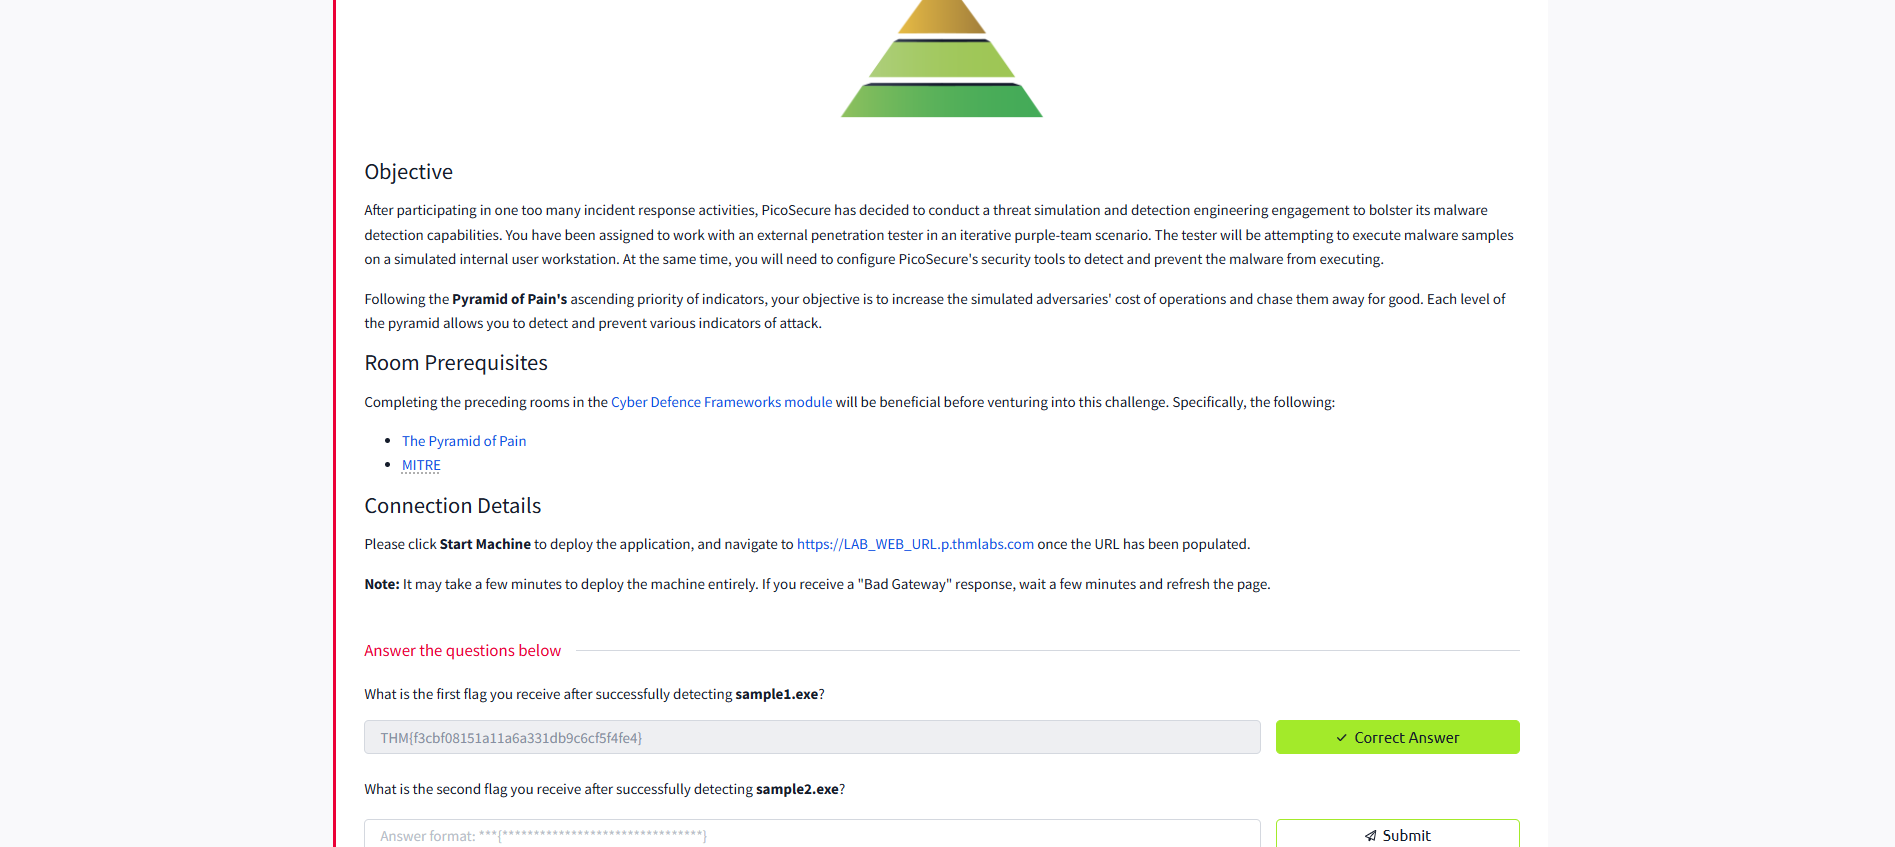 Objective
After participating in one too many incident response activities, PicoSecure has decided to conduct a threat simulation and detection engineering engagement to bolster its malware
detection capabilities. You have been assigned to work with an external penetration tester in an iterative purple-team scenario. The tester will be attempting to execute malware samples
on a simulated internal user workstation. At the same time, you will need to configure PicoSecure's security tools to detect and prevent the malware from executing.
Following the Pyramid of Pain's ascending priority of indicators, your objective is to increase the simulated adversaries' cost of operations and chase them away for good. Each level of
the pyramid allows you to detect and prevent various indicators of attack.
Room Prerequisites
Completing the preceding rooms in the Cyber Defence Frameworks module will be beneficial before venturing into this challenge. Specifically, the following:
• The Pyramid of Pain
• MITRE
Connection Details
Please click Start Machine to deploy the application, and navigate to https://LAB_WEB_URL.p.thmlabs.com once the URL has been populated.
Note: It may take a few minutes to deploy the machine entirely. If you receive a "Bad Gateway" response, wait a few minutes and refresh the page.
Answer the questions below
What is the first flag you receive after successfully detecting sample1.exe?
THM{f3cbf08151a11a6a331db9c6cf5f4fe4}
Correct Answer
What is the second flag you receive after successfully detecting sample2.exe?
Answer format: ***{********************************}
Submit